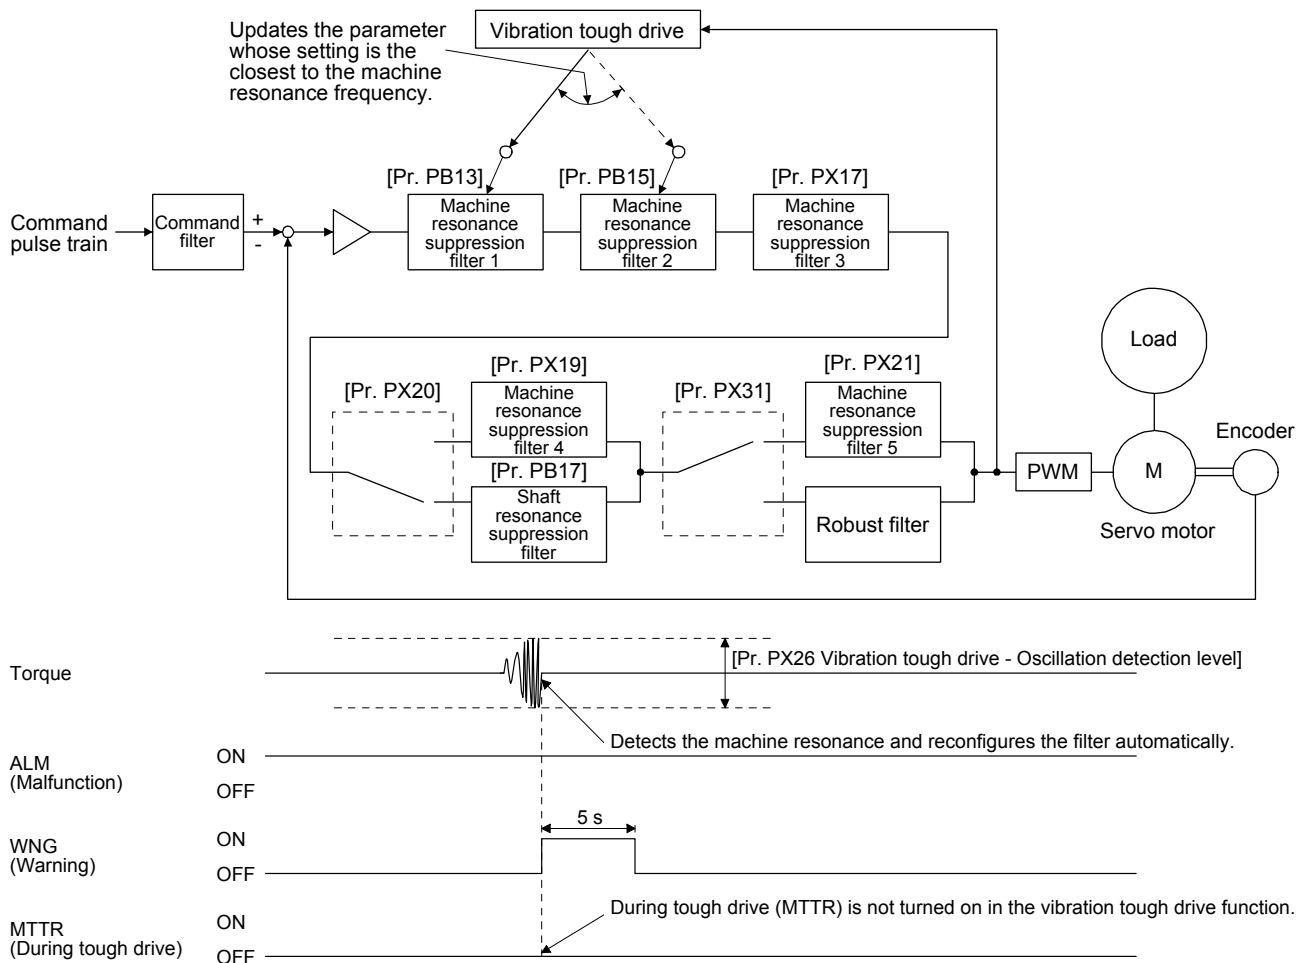 Updates the parameter
whose setting is the
closest to the machine
resonance frequency.
Vibration tough drive
[Pr. PB13]
[Pr. PB15]
[Pr. PX17]
Command
pulse train
Command
filter
+
-
Machine
resonance
suppression
filter 1
Machine
resonance
suppression
filter 2
Machine
resonance
suppression
filter 3
Load
[Pr. PX19]
[Pr. PX21]
[Pr. PX20]
[Pr. PX31]
Machine
resonance
suppression
filter 4
Machine
resonance
suppression
filter 5
Encoder
[Pr. PB17]
PWM
M
Shaft
resonance
suppression
filter
Robust filter
Servo motor
Torque
[Pr. PX26 Vibration tough drive - Oscillation detection level]
Detects the machine resonance and reconfigures the filter automatically.
ALM
(Malfunction)
ON
OFF
5 s
WNG
(Warning)
ON
OFF
During tough drive (MTTR) is not turned on in the vibration tough drive function.
MTTR
(During tough drive)
ON
OFF